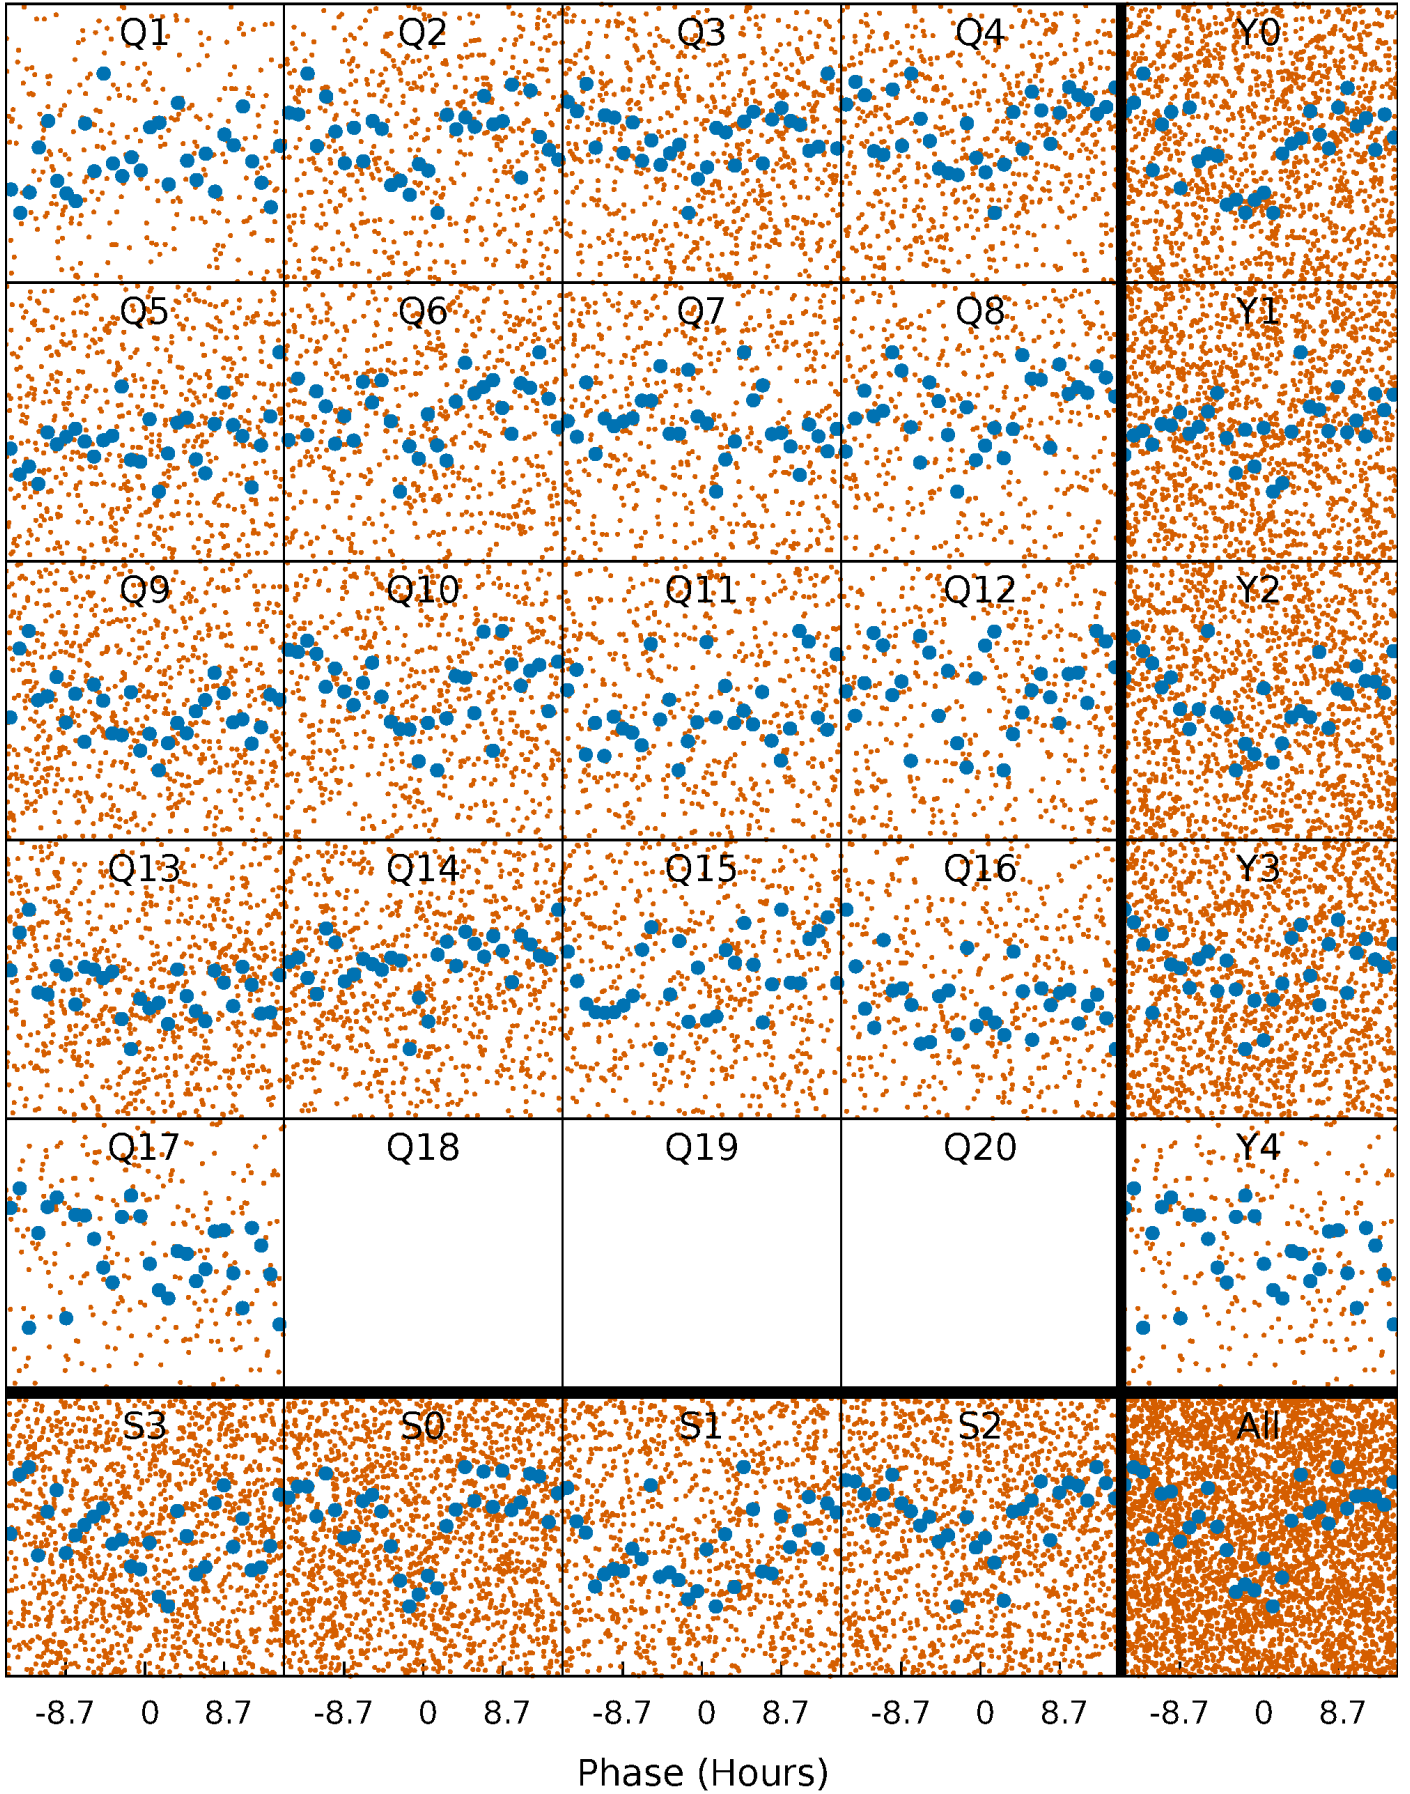 Q1 Q2 Q3 Q4 Y0
Q5 Q6 Q7 Q8 Y1
Q9 Q10 Q11 Q12 Y2
Q13 Q14 Q15 Q16 Y3
Q17 Q18 Q19 Q20 Y4
S3 S0 S1 S2 All
-8.7 0 8.7 -8.7 0 8.7 -8.7 0 8.7 -8.7 0 8.7 -8.7 0 8.7
Phase (Hours)